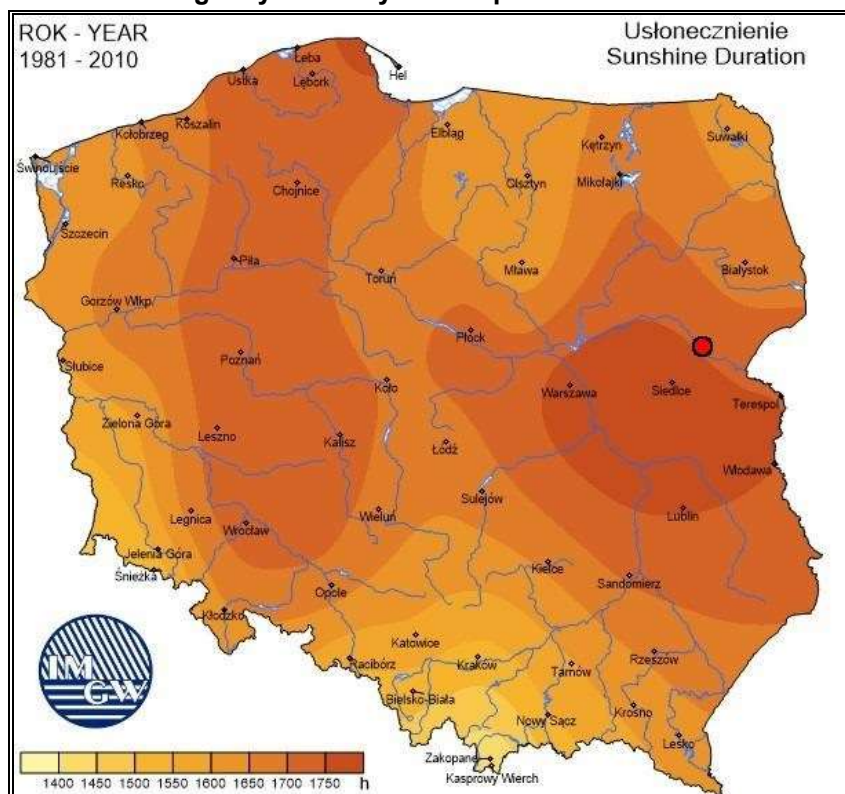 ROK - YEAR
1981 - 2010
Usłonecznienie
Sunshine Duration
Łeba
Hel
Ustka
Lębork
Koszalin
Kołobrzeg
Elbląg
Suwałki
Kętrzyn
Świnoujście
Resko
Chojnice
Olsztyn
Mikołajki
Szczecin
Piła
Toruń
Mława
Białystok
Gorzów Wlkp.
Płock
Poznań
Słubice
Koło
Warszawa
Siedlce
Terespol
Zielona Góra
Leszno
Kalisz
Łódź
Włodawa
Sulejów
Legnica
Wrocław
Wieluń
Lublin
Jelenia Góra
Śnieżka
Kielce
Sandomierz
Opole
Kłodzko
Katowice
Racibórz
Kraków
Tarnów
Rzeszów
Bielsko-Biała
Nowy Sącz
Krosno
Lesko
Zakopane
Kasprowy Wierch
IM
GW
1400 1450 1500 1550 1600 1650 1700 1750 h